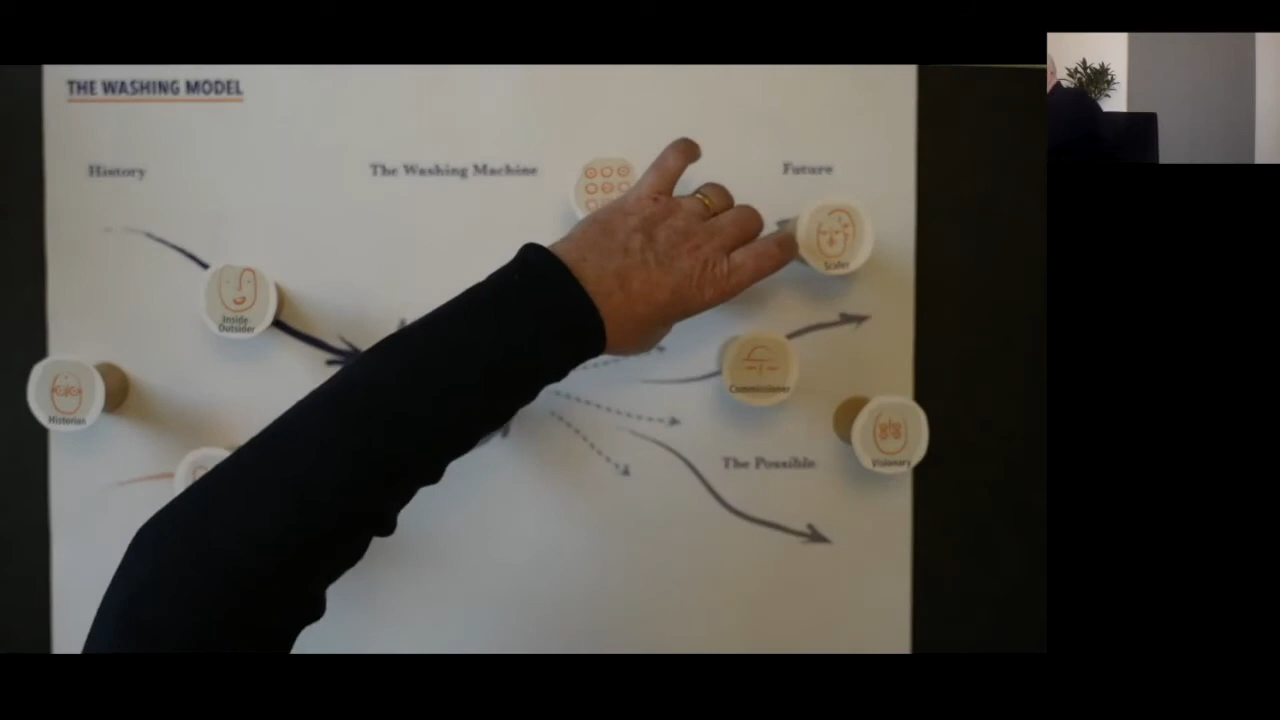 THE WASHING MODEL
History
The Washing Machine
Future
Scaler
Inside-
Outsider
Commissioner
Historian
Visionary
The Possible